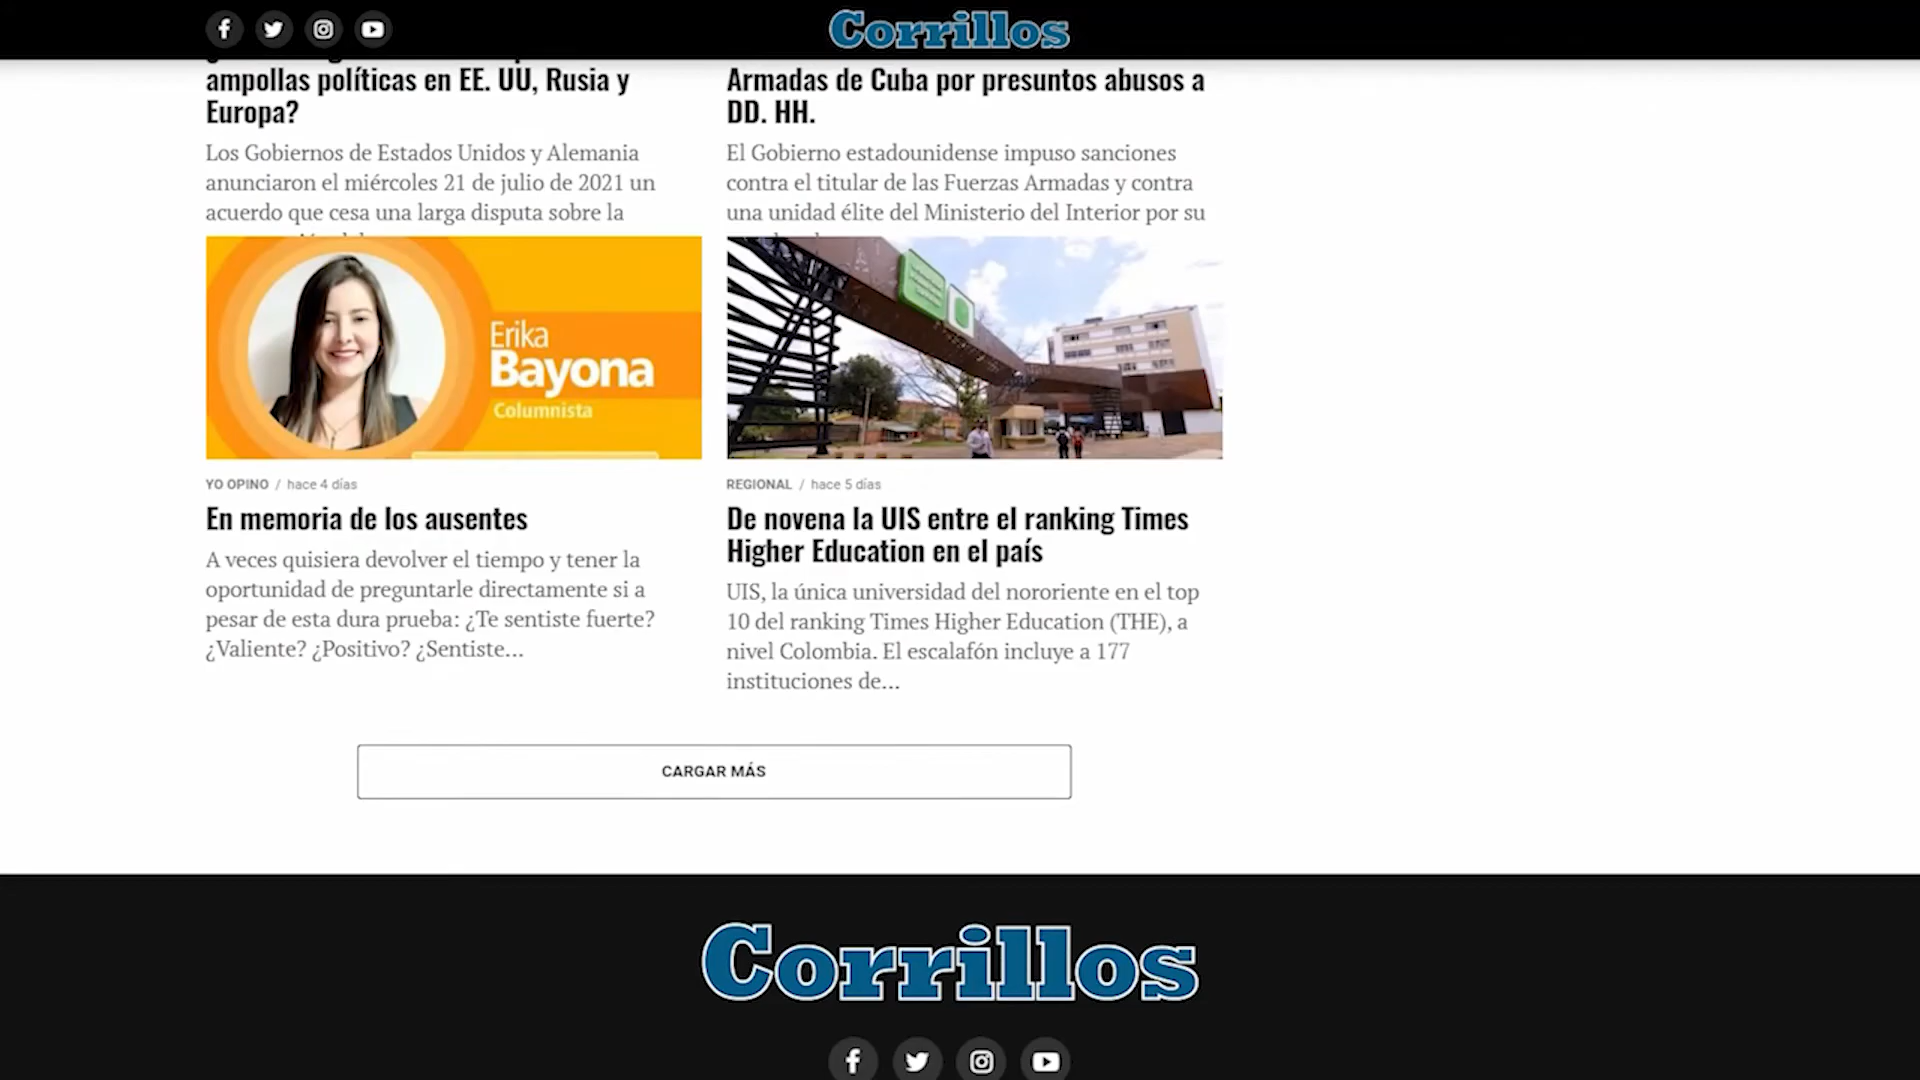 Corrillos
ampollas políticas en EE. UU, Rusia y
Europa?
Los Gobiernos de Estados Unidos y Alemania
anunciaron el miércoles 21 de julio de 2021 un
acuerdo que cesa una larga disputa sobre la
Armadas de Cuba por presuntos abusos a
DD. HH.
El Gobierno estadounidense impuso sanciones
contra el titular de las Fuerzas Armadas y contra
una unidad élite del Ministerio del Interior por su
Erika
Bayona
Columnista
YO OPINO / hace 4 días
En memoria de los ausentes
A veces quisiera devolver el tiempo y tener la
oportunidad de preguntarle directamente si a
pesar de esta dura prueba: ¿Te sentiste fuerte?
¿Valiente? ¿Positivo? ¿Sentiste...
REGIONAL / hace 5 días
De novena la UIS entre el ranking Times
Higher Education en el país
UIS, la única universidad del nororiente en el top
10 del ranking Times Higher Education (THE), a
nivel Colombia. El escalafón incluye a 177
instituciones de...
CARGAR MÁS
Corrillos